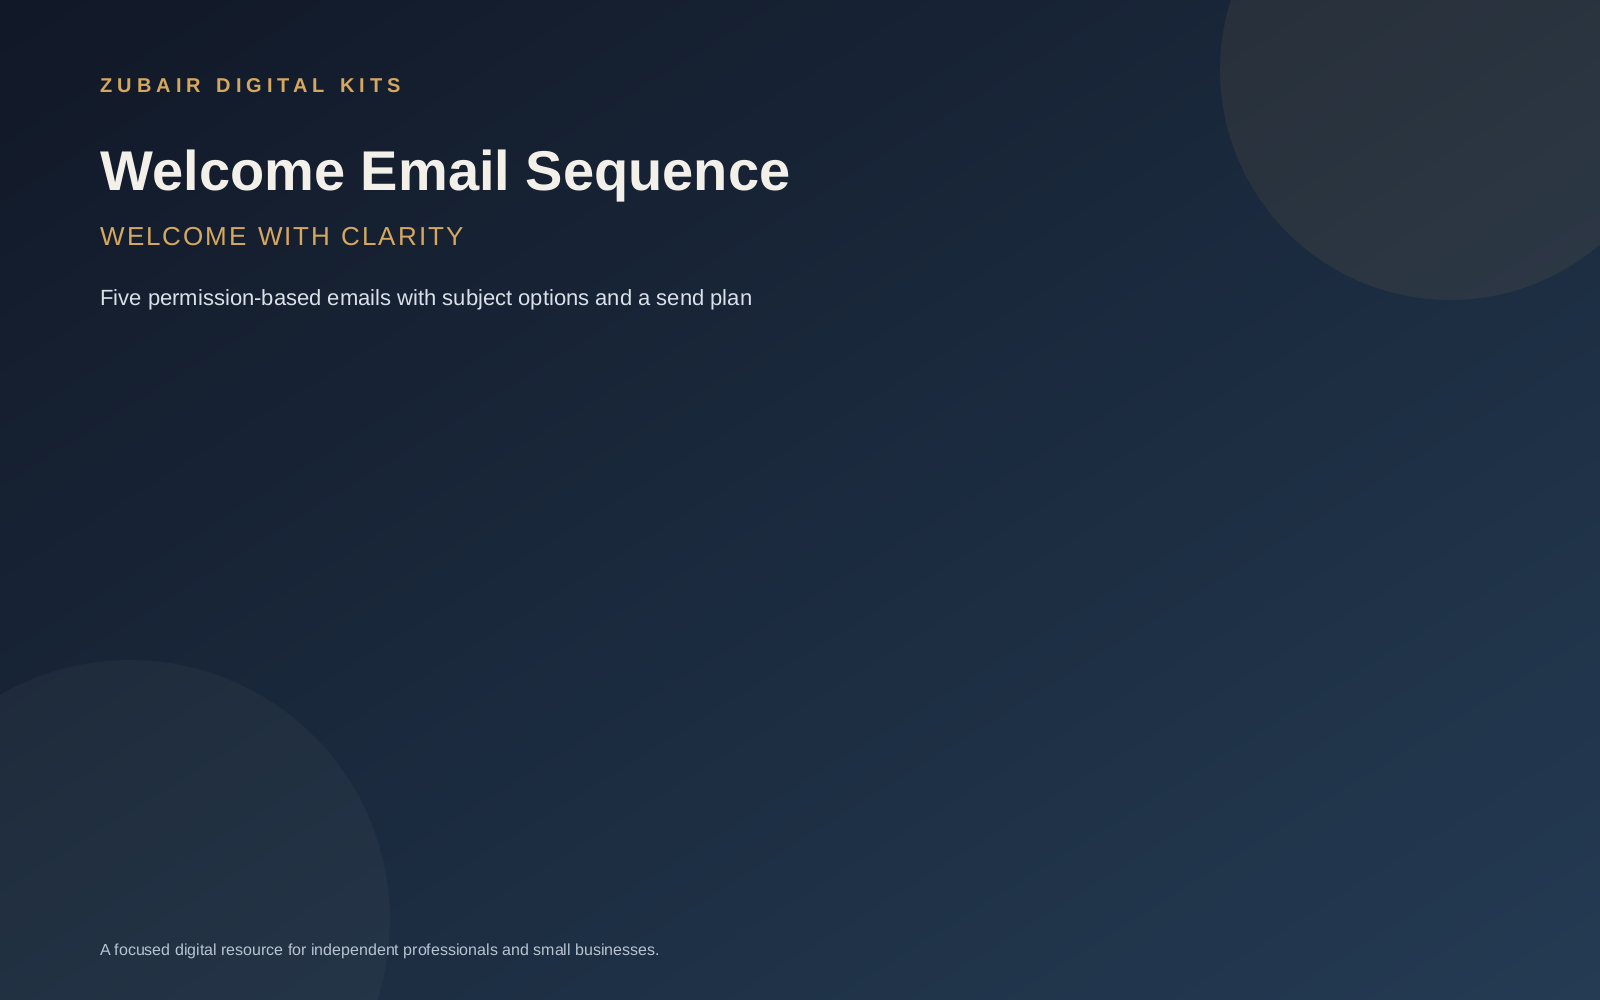 ZUBAIR DIGITAL KITS
Welcome Email Sequence
WELCOME WITH CLARITY
Five permission-based emails with subject options and a send plan
A focused digital resource for independent professionals and small businesses.